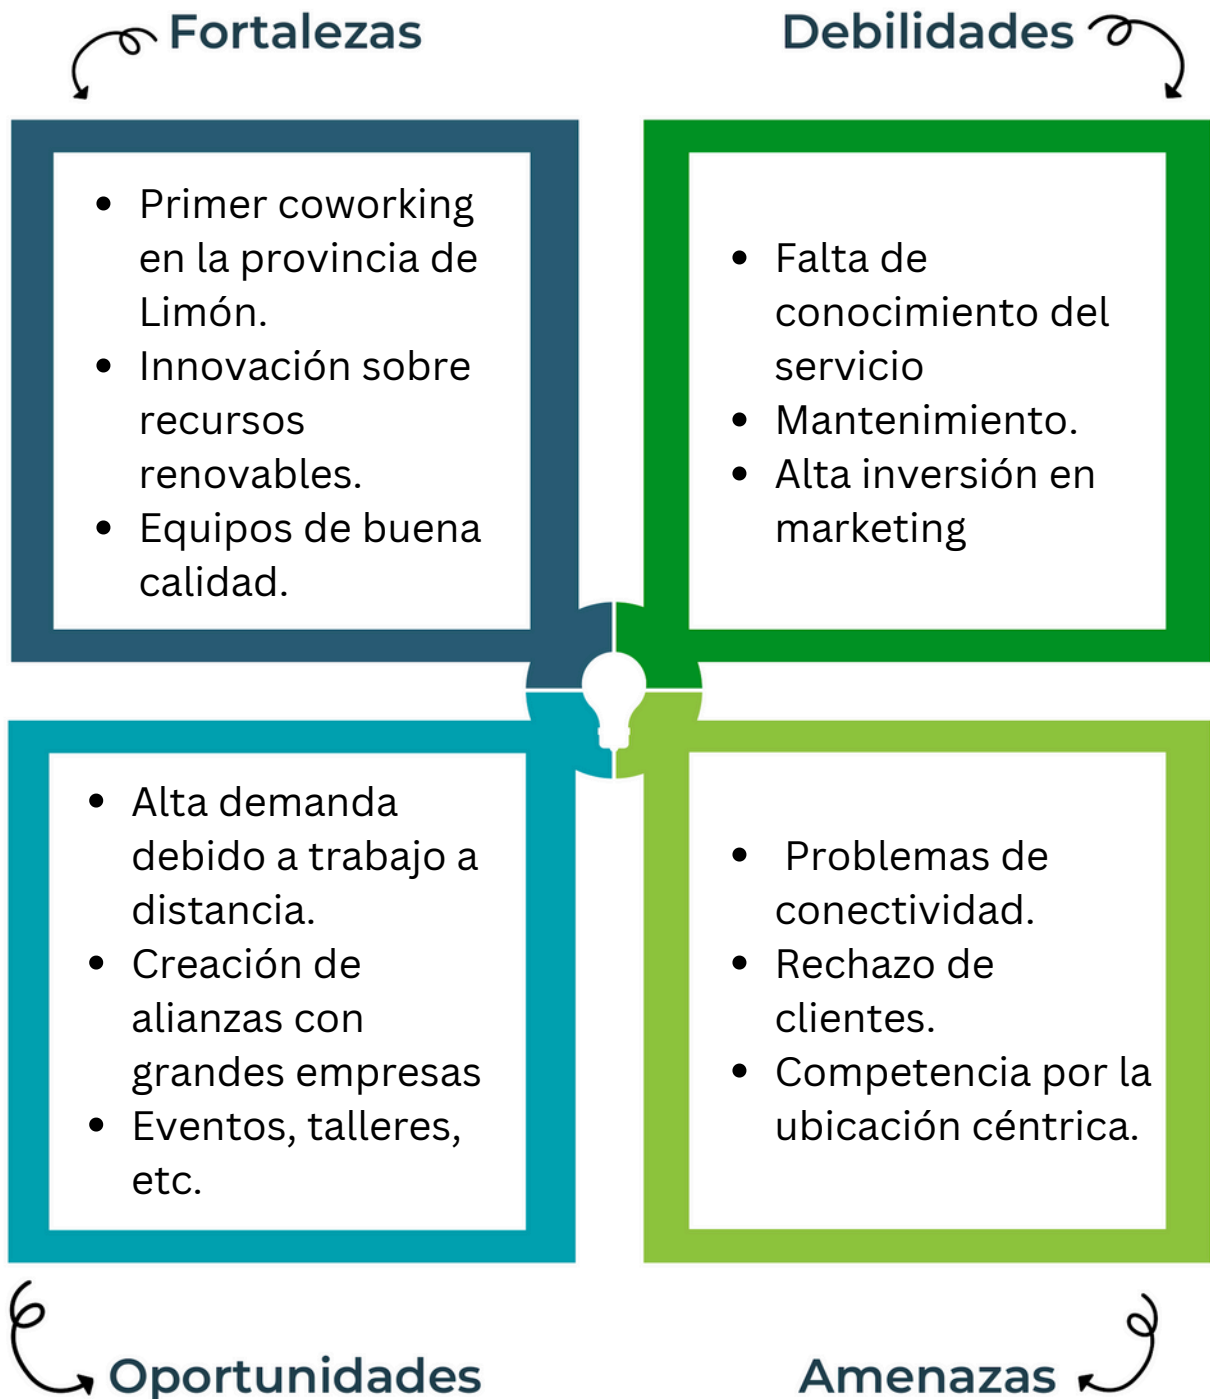 Fortalezas
Primer coworking
en la provincia de
Limón.
Innovación sobre
recursos
renovables.
Equipos de buena
calidad.
Debilidades
Falta de
conocimiento del
servicio
Mantenimiento.
Alta inversión en
marketing
Alta demanda
debido a trabajo a
distancia.
Creación de
alianzas con
grandes empresas
Eventos, talleres,
etc.
Oportunidades
Problemas de
conectividad.
Rechazo de
clientes.
Competencia por la
ubicación céntrica.
Amenazas